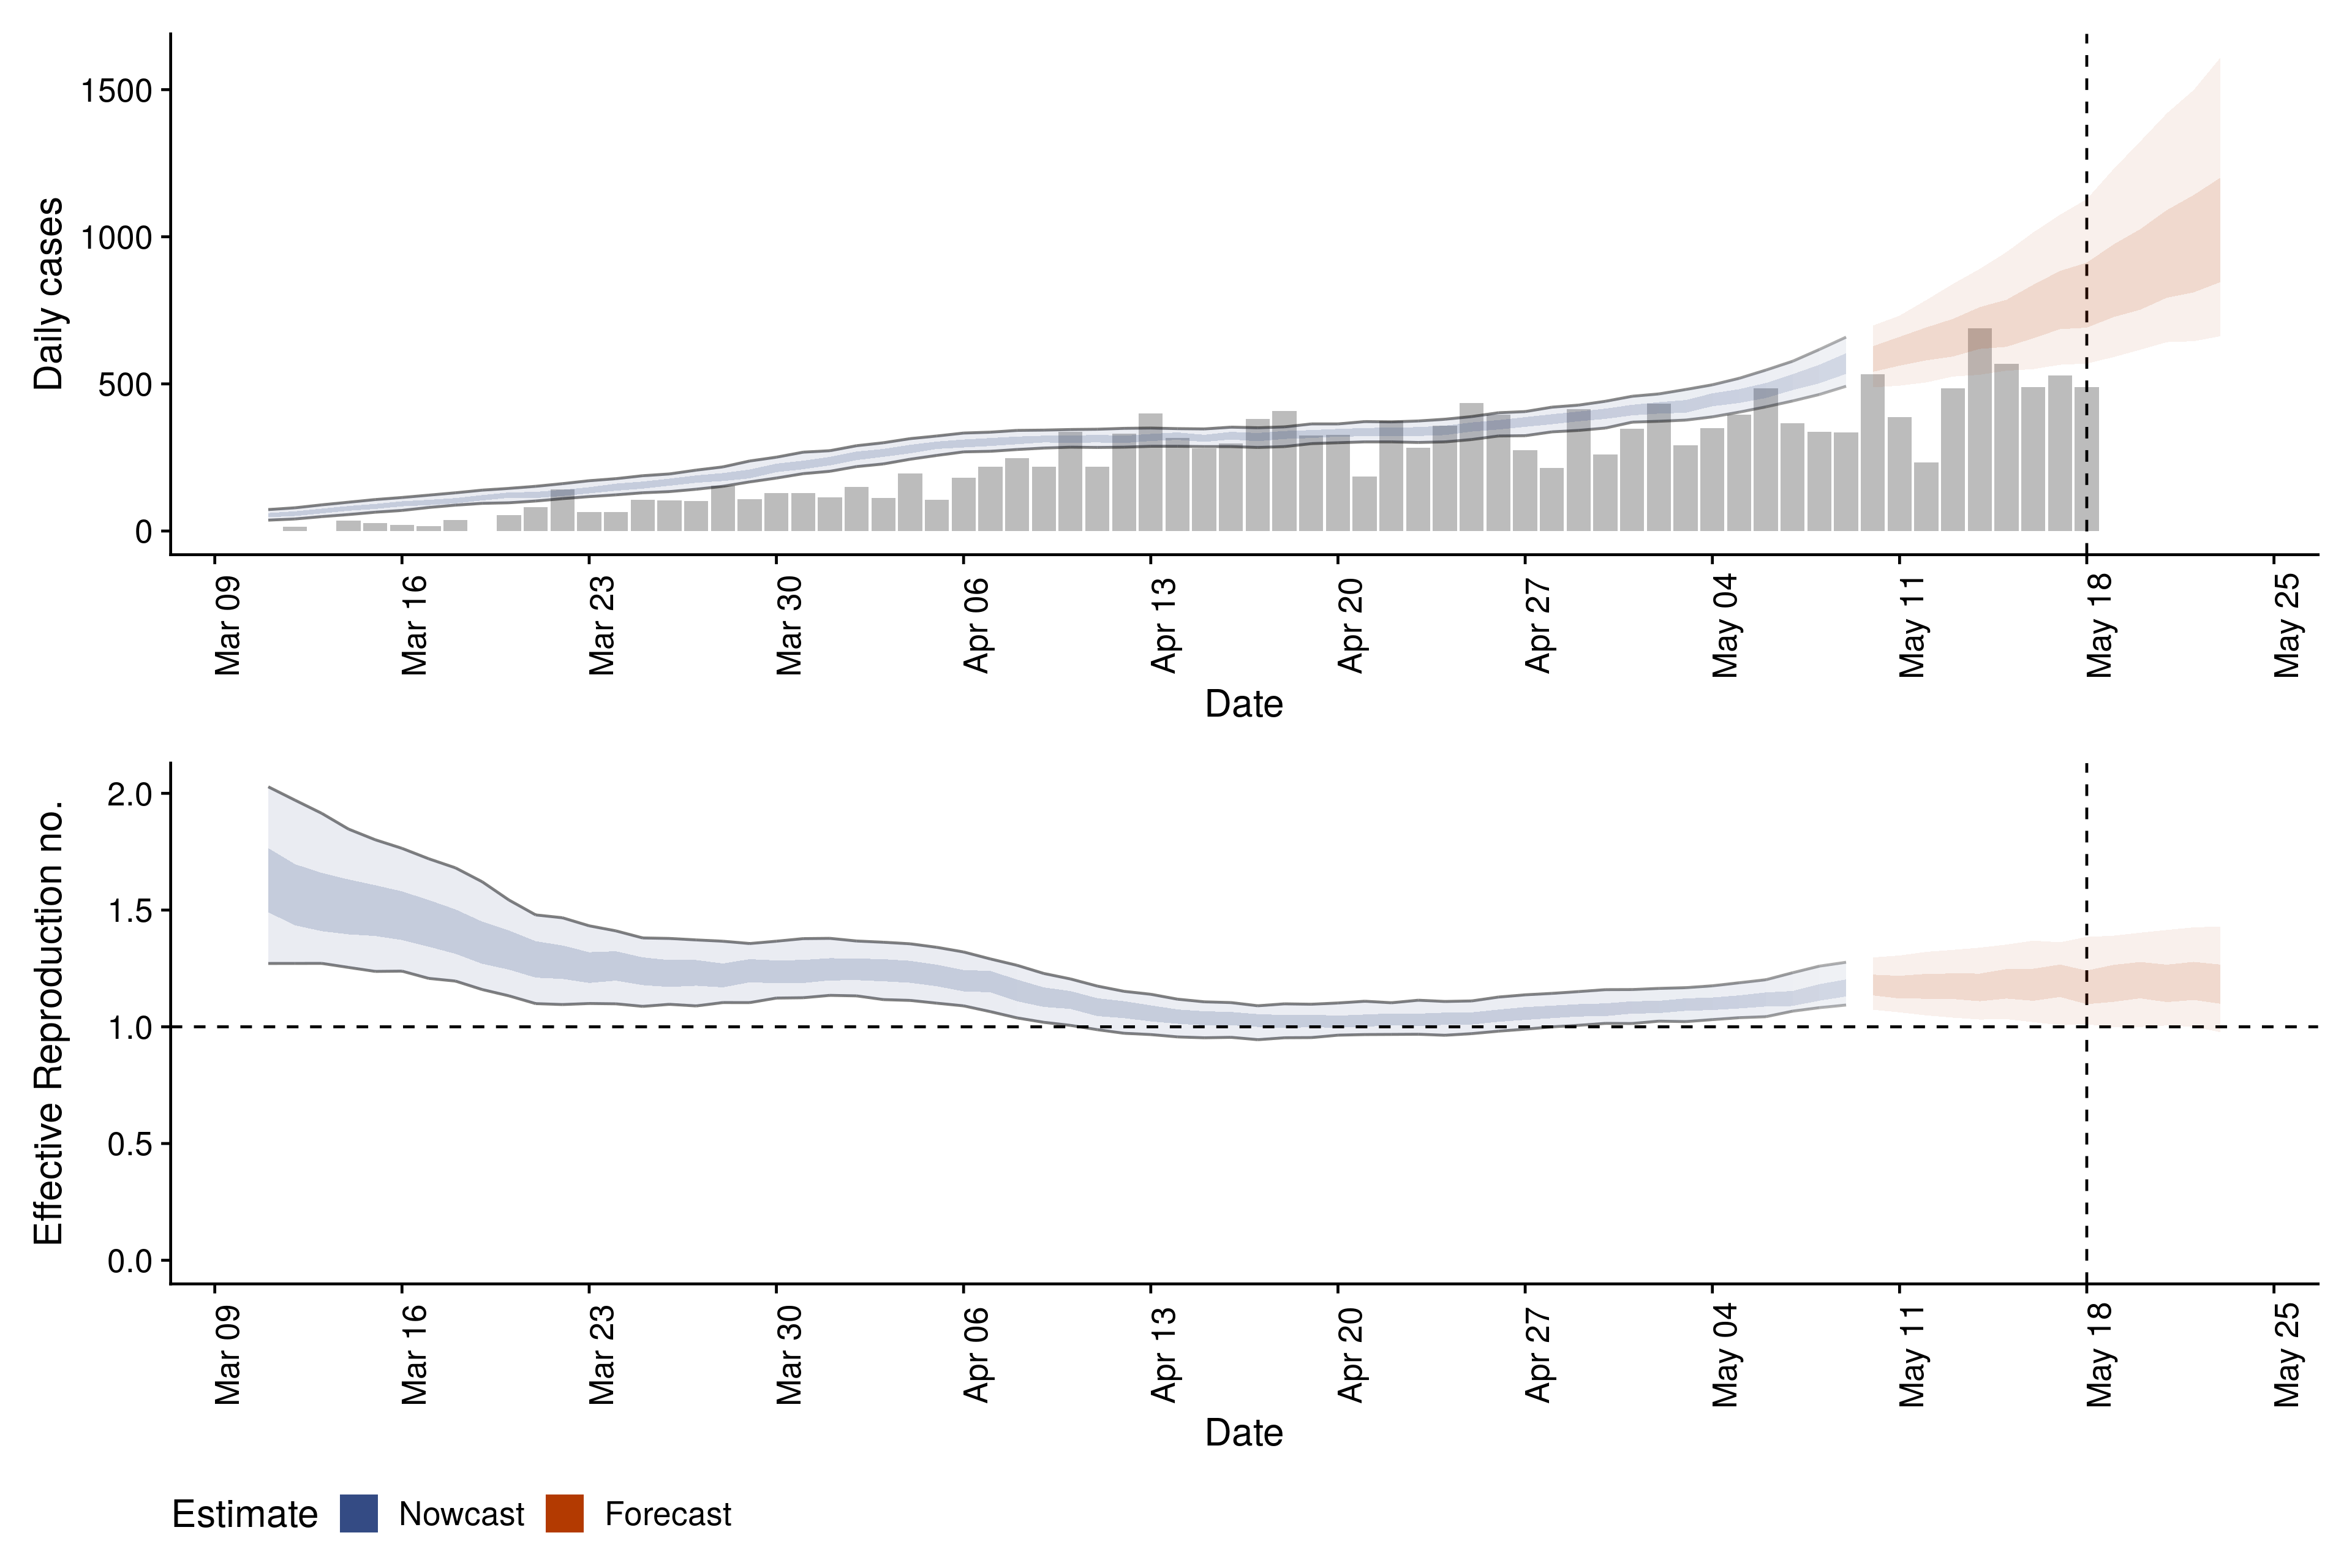 Daily cases
1500
1000
500
0
Mar 09
Mar 16
Mar 23
Mar 30
Apr 06
Apr 13
Apr 20
Apr 27
May 04
May 11
May 18
May 25
Date
Effective Reproduction no.
2.0
1.5
1.0
0.5
0.0
Mar 09
Mar 16
Mar 23
Mar 30
Apr 06
Apr 13
Apr 20
Apr 27
May 04
May 11
May 18
May 25
Date
Estimate Nowcast Forecast